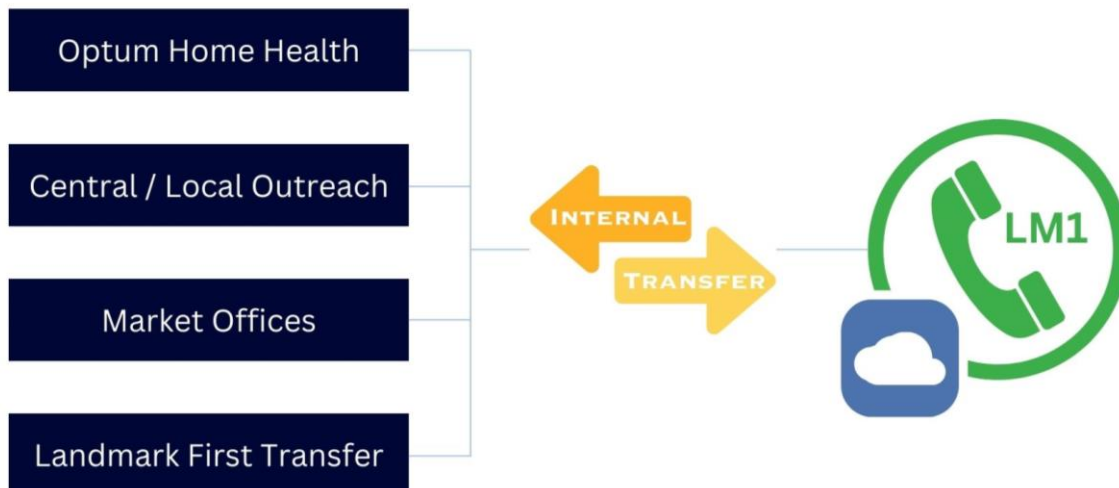 Optum Home Health
Central / Local Outreach
Market Offices
Landmark First Transfer
INTERNAL
TRANSFER
LM1